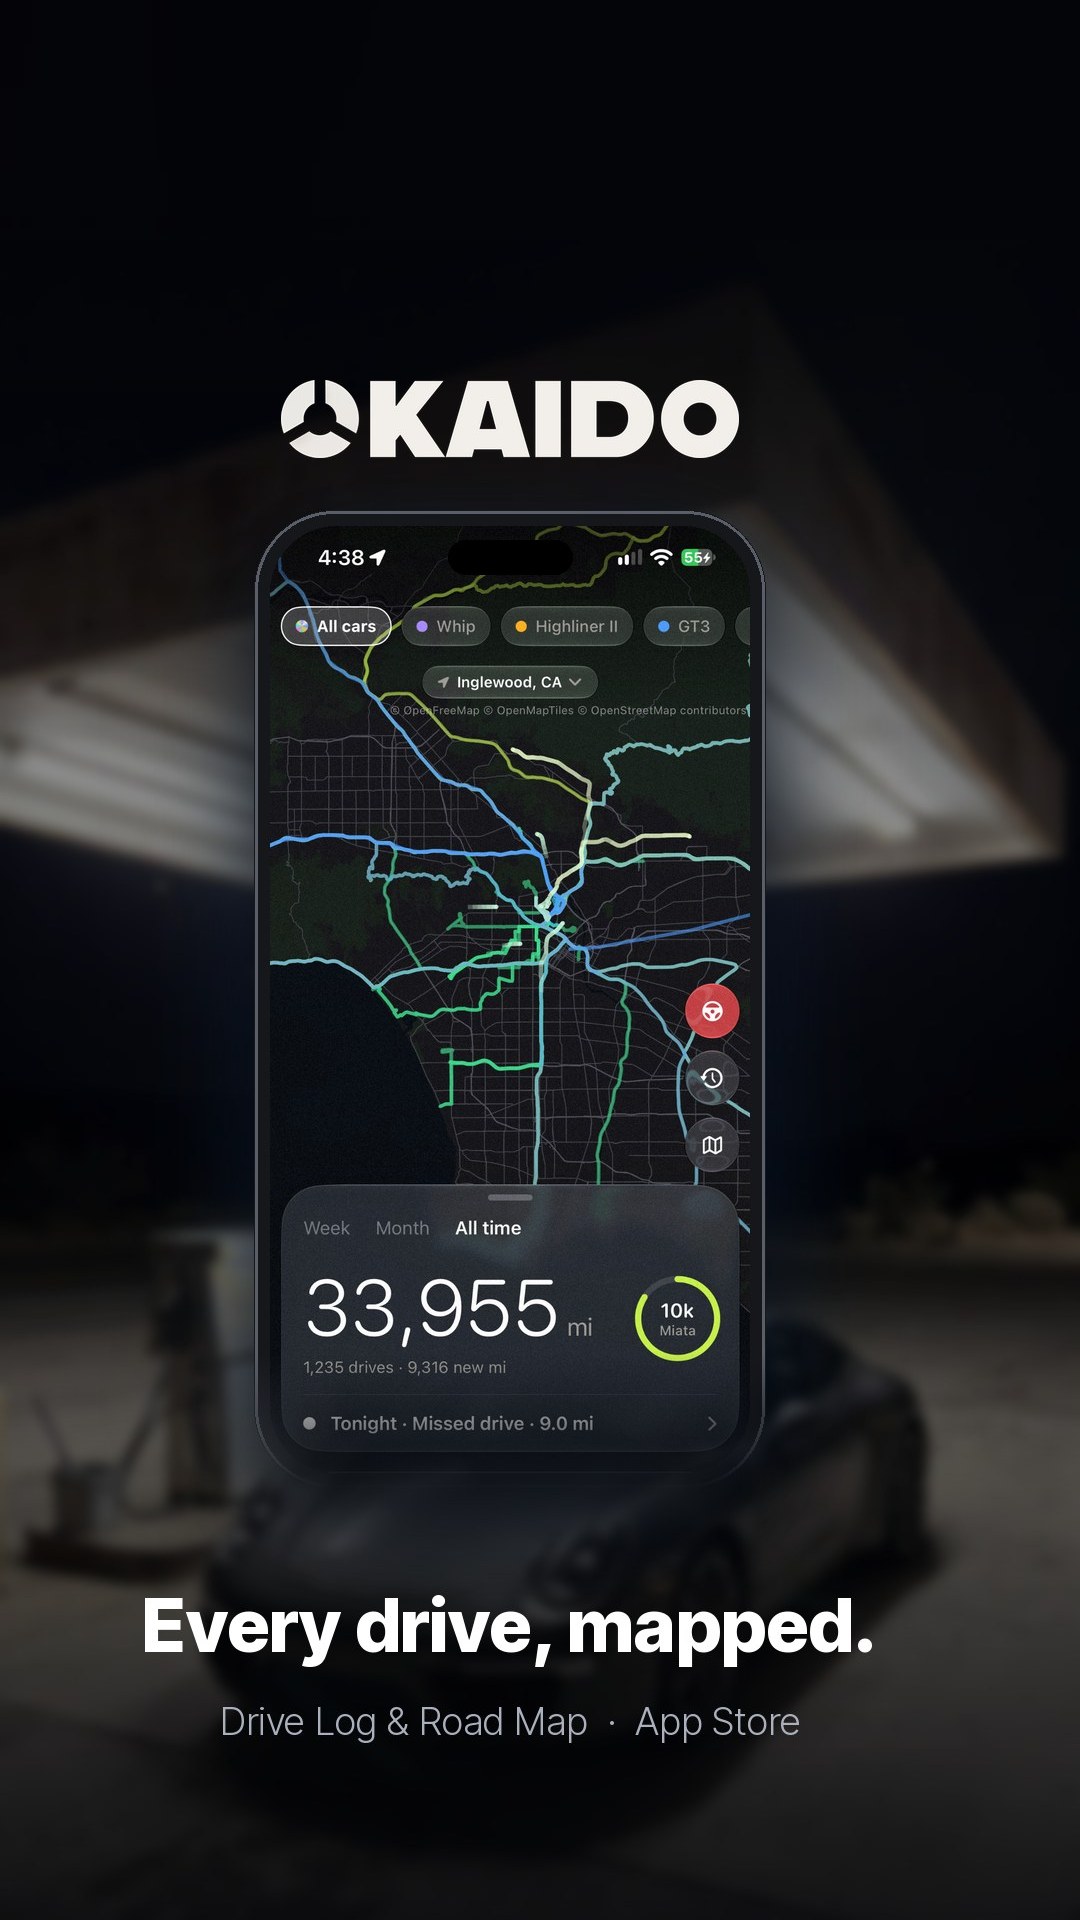 KAIDO
4:38
55
All cars
Whip
Highliner II
GT3
Inglewood, CA
© OpenFreeMap © OpenMapTiles © OpenStreetMap contributors
Week
Month
All time
33,955 mi
10k
Miata
1,235 drives · 9,316 new mi
Tonight · Missed drive · 9.0 mi
Every drive, mapped.
Drive Log & Road Map · App Store